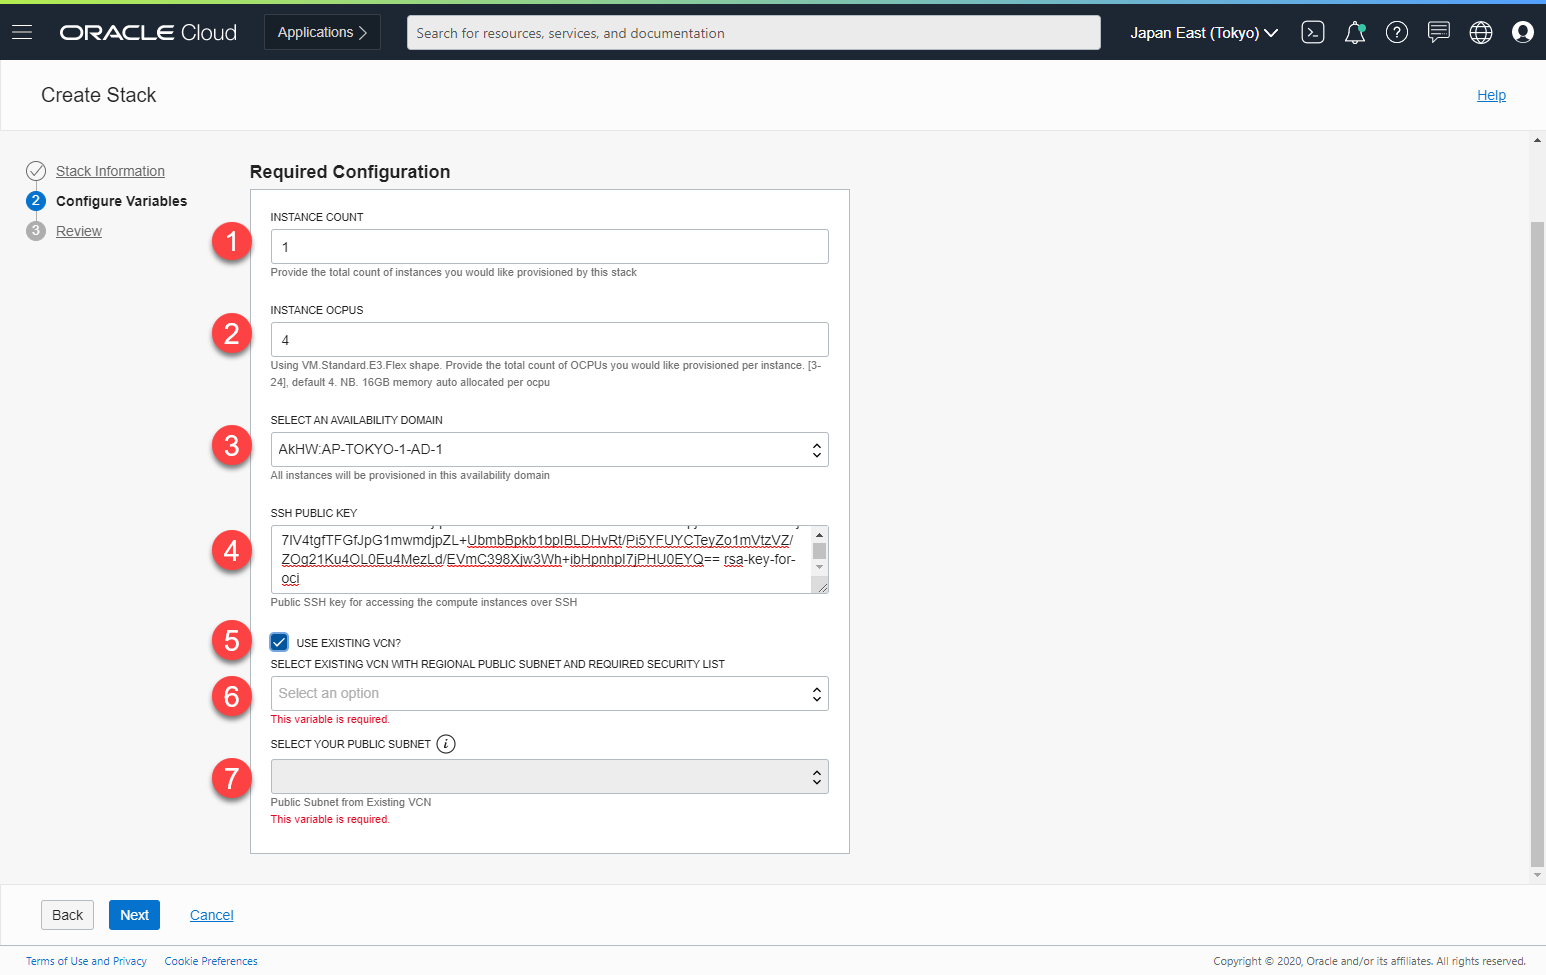 ORACLE Cloud
Applications
Search for resources, services, and documentation
Japan East (Tokyo)
Create Stack
Help
Stack Information
2 Configure Variables
3 Review
Required Configuration
1
INSTANCE COUNT
1
Provide the total count of instances you would like provisioned by this stack
2
INSTANCE OCPUS
4
Using VM.Standard.E3.Flex shape. Provide the total count of OCPUs you would like provisioned per instance. [3-
24], default 4. NB. 16GB memory auto allocated per ocpu
3
SELECT AN AVAILABILITY DOMAIN
AkHW:AP-TOKYO-1-AD-1
All instances will be provisioned in this availability domain
4
SSH PUBLIC KEY
7IV4tgfTFGfJpG1mwmdjpZL+UbmbBpkb1bpIBLDHvRt/Pi5YFUYCTeyZo1mVtzVZ/
ZOg21Ku4OL0Eu4MezLd/EVmC398Xjw3Wh+ibHpnhpI7jPHU0EYQ== rsa-key-for-
oci
Public SSH key for accessing the compute instances over SSH
5
USE EXISTING VCN?
SELECT EXISTING VCN WITH REGIONAL PUBLIC SUBNET AND REQUIRED SECURITY LIST
6
Select an option
This variable is required.
SELECT YOUR PUBLIC SUBNET i
7
Public Subnet from Existing VCN
This variable is required.
Back
Next
Cancel
Terms of Use and Privacy
Cookie Preferences
Copyright © 2020, Oracle and/or its affiliates. All rights reserved.